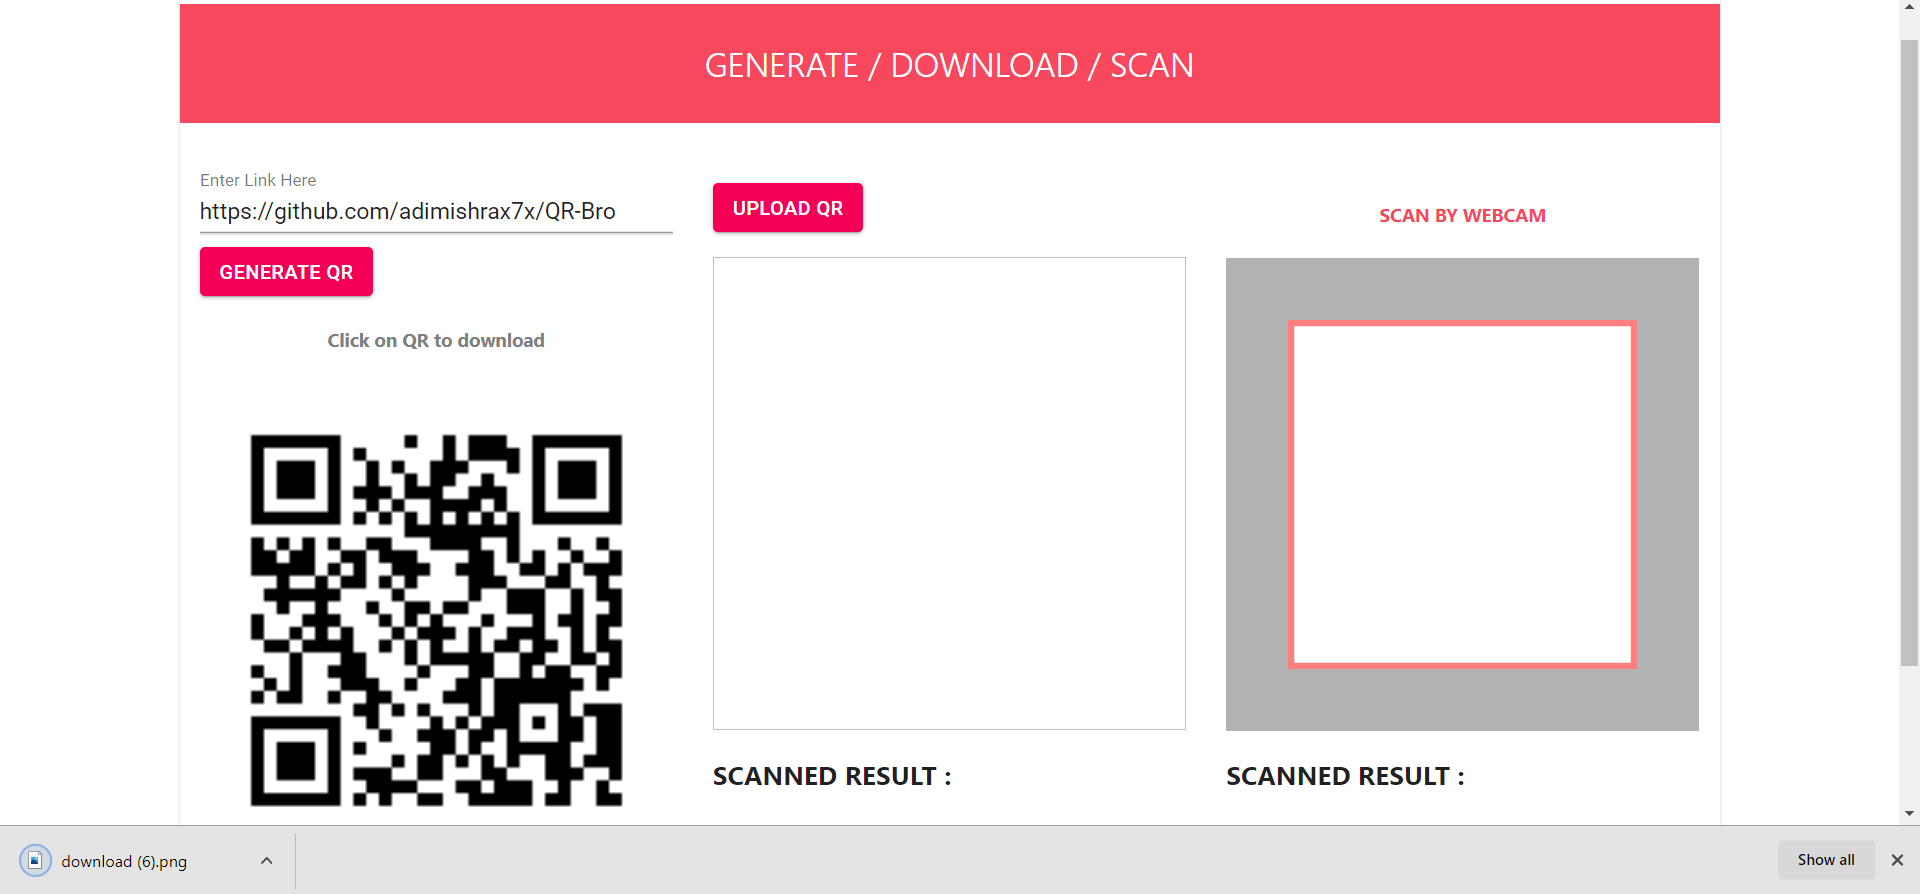 GENERATE / DOWNLOAD / SCAN
Enter Link Here
https://github.com/adimishrax7x/QR-Bro
GENERATE QR
Click on QR to download
UPLOAD QR
SCANNED RESULT :
SCAN BY WEBCAM
SCANNED RESULT :
download (6).png
Show all